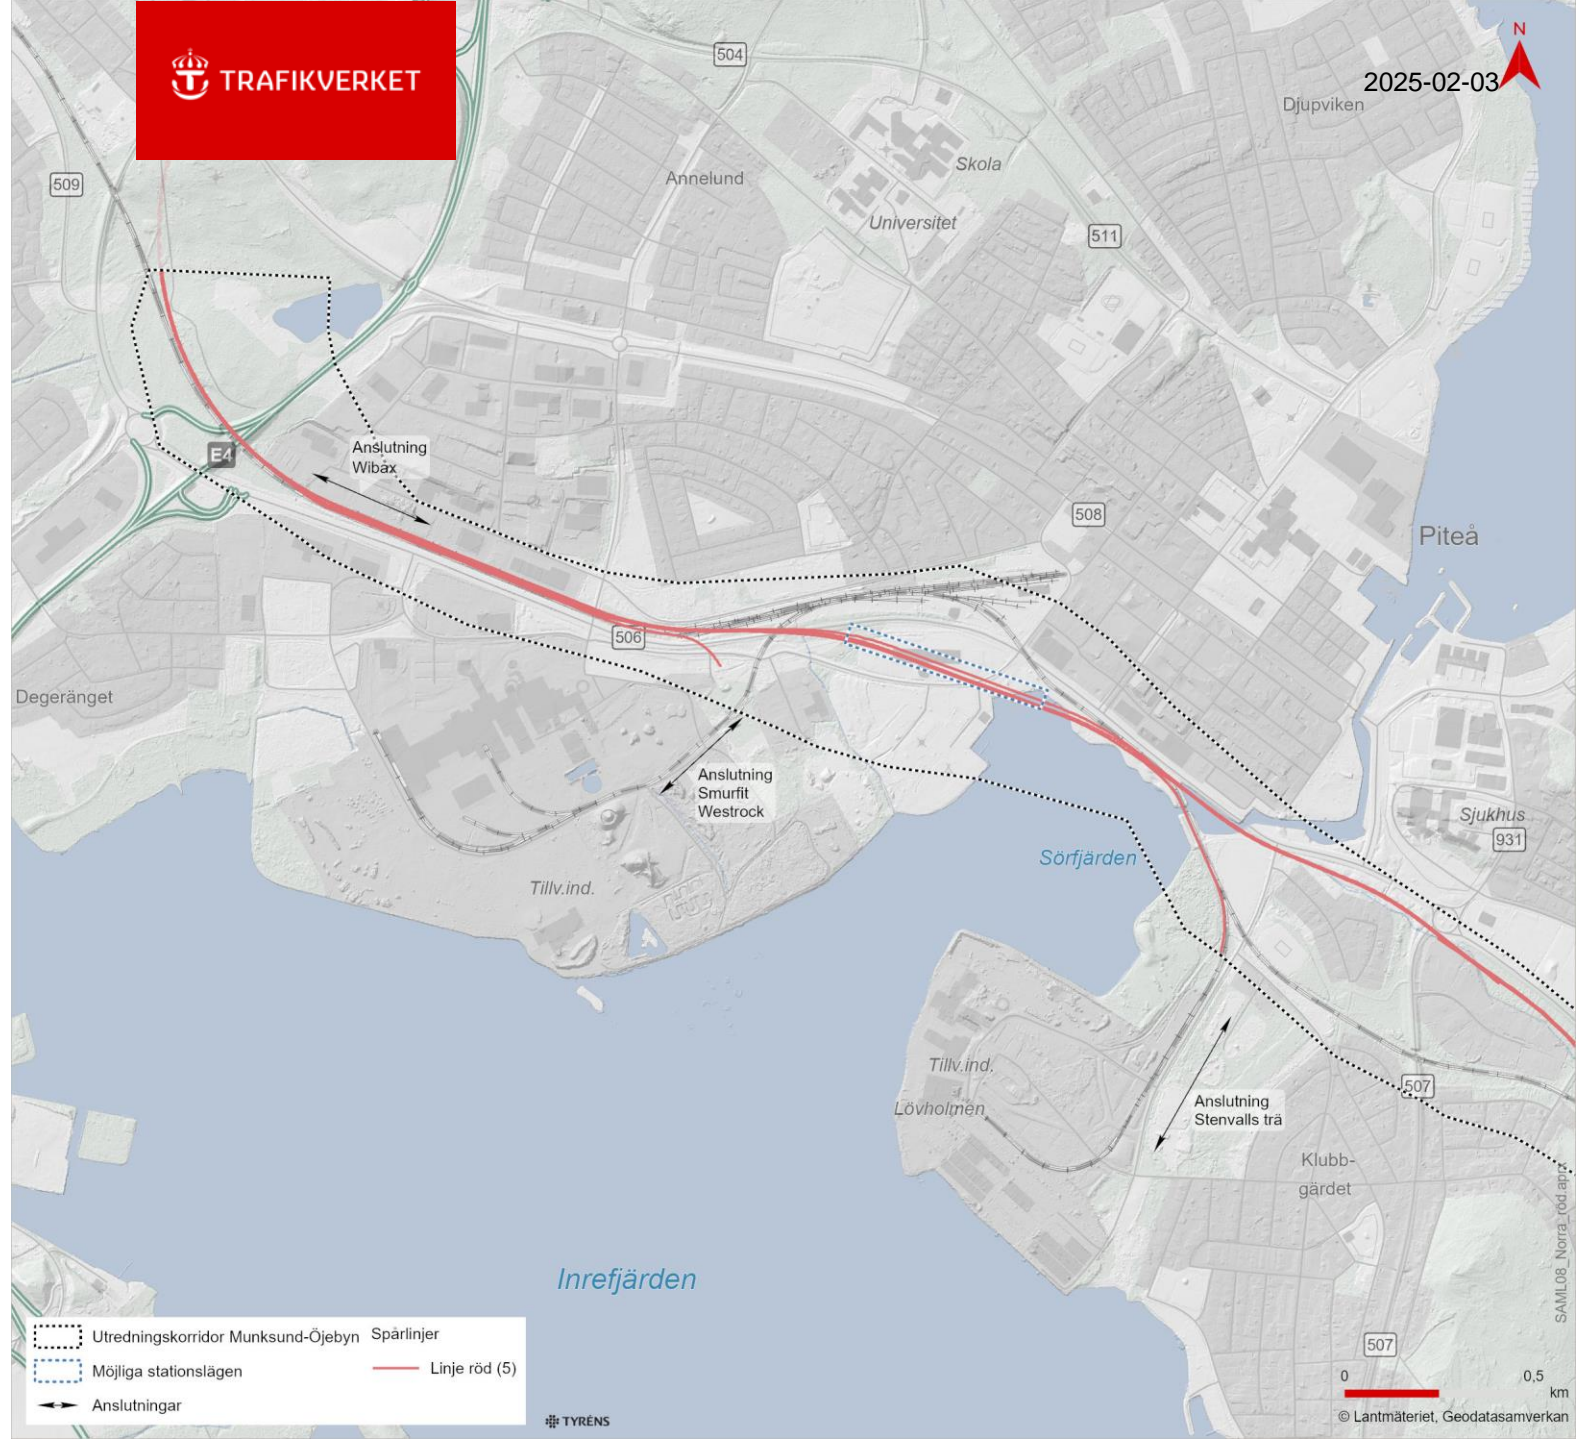 TRAFIKVERKET
N
2025-02-03
504
Djupviken
Skola
509
Annelund
Universitet
511
Anslutning
Wibax
E4
508
Piteå
506
Degeränget
Anslutning
Smurfit
Westrock
Sjukhus
931
Sörfjärden
Tillv.ind.
Tillv.ind.
507
Lövholmen
Anslutning
Stenvalls trä
Klubb-
gärdet
SAML08_Norra_röd.aprx
Inrefjärden
507
Utredningskorridor Munksund-Öjebyn
Möjliga stationslägen
Anslutningar
Spårlinjer
Linje röd (5)
TYRÉNS
0 0,5
km
© Lantmäteriet, Geodatasamverkan